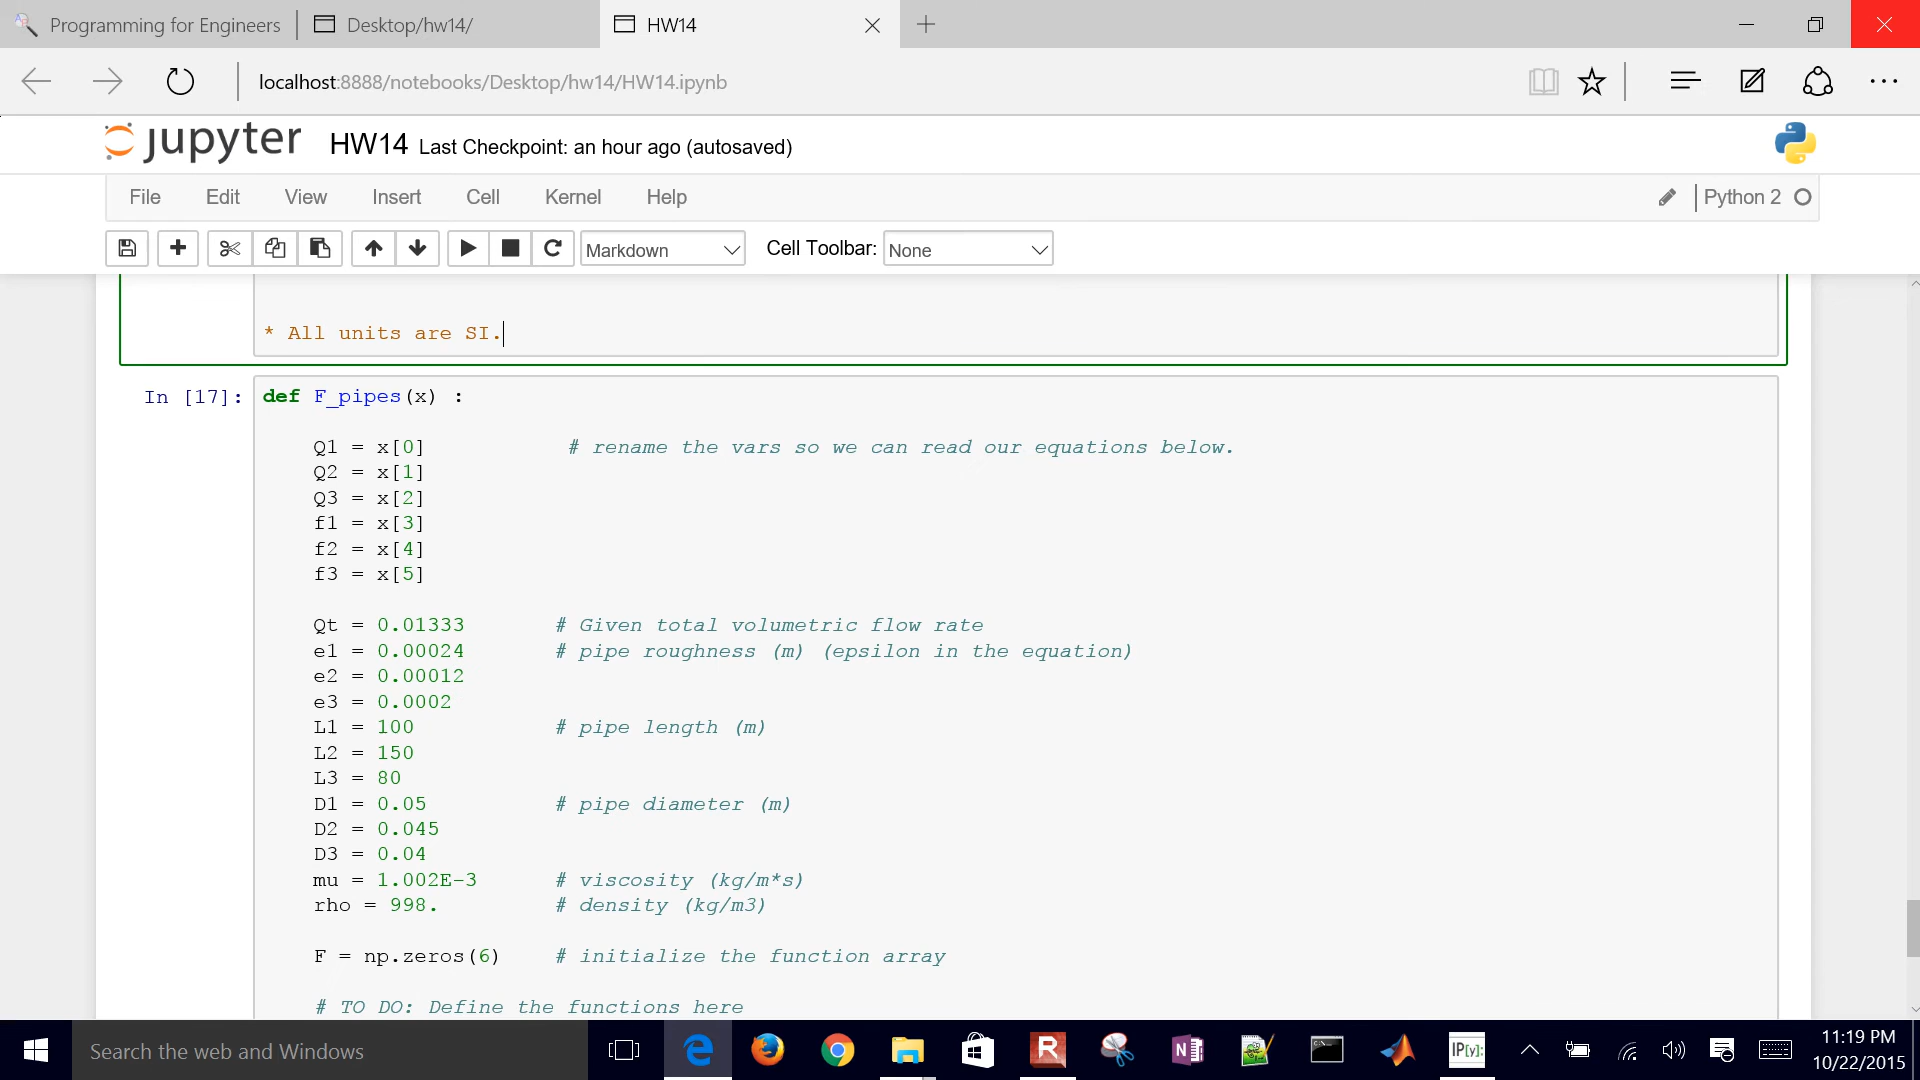 Programming for Engineers
Desktop/hw14/
HW14
localhost:8888/notebooks/Desktop/hw14/HW14.ipynb
jupyter HW14 Last Checkpoint: an hour ago (autosaved)
File Edit View Insert Cell Kernel Help Python 2
Markdown Cell Toolbar: None
* All units are SI.
In [17]: def F_pipes(x) :
Q1 = x[0] # rename the vars so we can read our equations below.
Q2 = x[1]
Q3 = x[2]
f1 = x[3]
f2 = x[4]
f3 = x[5]
Qt = 0.01333 # Given total volumetric flow rate
e1 = 0.00024 # pipe roughness (m) (epsilon in the equation)
e2 = 0.00012
e3 = 0.0002
L1 = 100 # pipe length (m)
L2 = 150
L3 = 80
D1 = 0.05 # pipe diameter (m)
D2 = 0.045
D3 = 0.04
mu = 1.002E-3 # viscosity (kg/m*s)
rho = 998. # density (kg/m3)
F = np.zeros(6) # initialize the function array
# TO DO: Define the functions here
Search the web and Windows
IP[y]:
11:19 PM
10/22/2015